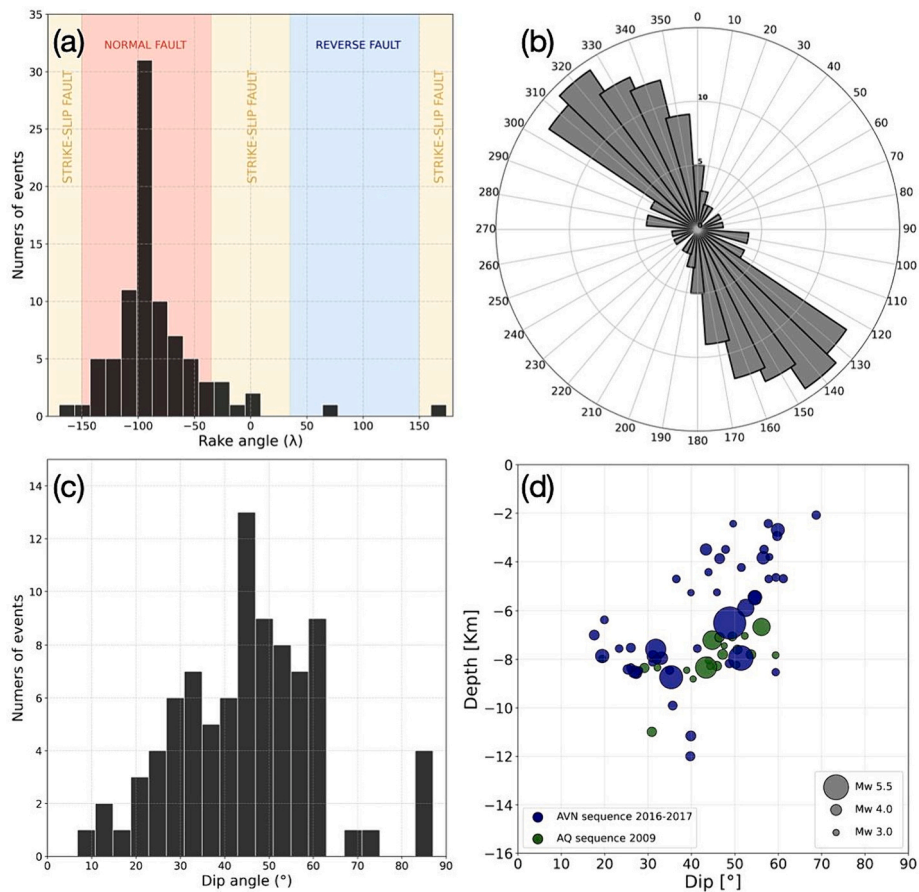 (a)
NORMAL FAULT
REVERSE FAULT
STRIKE-SLIP FAULT
STRIKE-SLIP FAULT
STRIKE-SLIP FAULT
35
30
25
20
15
10
5
0
Numers of events
−150 −100 −50 0 50 100 150
Rake angle (λ)
(b)
0
10
20
30
40
50
60
70
80
90
100
110
120
130
140
150
160
170
180
190
200
210
220
230
240
250
260
270
280
290
300
310
320
330
340
350
10
5
0
(c)
14
12
10
8
6
4
2
0
Numers of events
0 10 20 30 40 50 60 70 80 90
Dip angle (°)
(d)
0
−2
−4
−6
−8
−10
−12
−14
−16
Depth [Km]
AVN sequence 2016-2017
AQ sequence 2009
Mw 5.5
Mw 4.0
Mw 3.0
0 10 20 30 40 50 60 70 80 90
Dip [°]